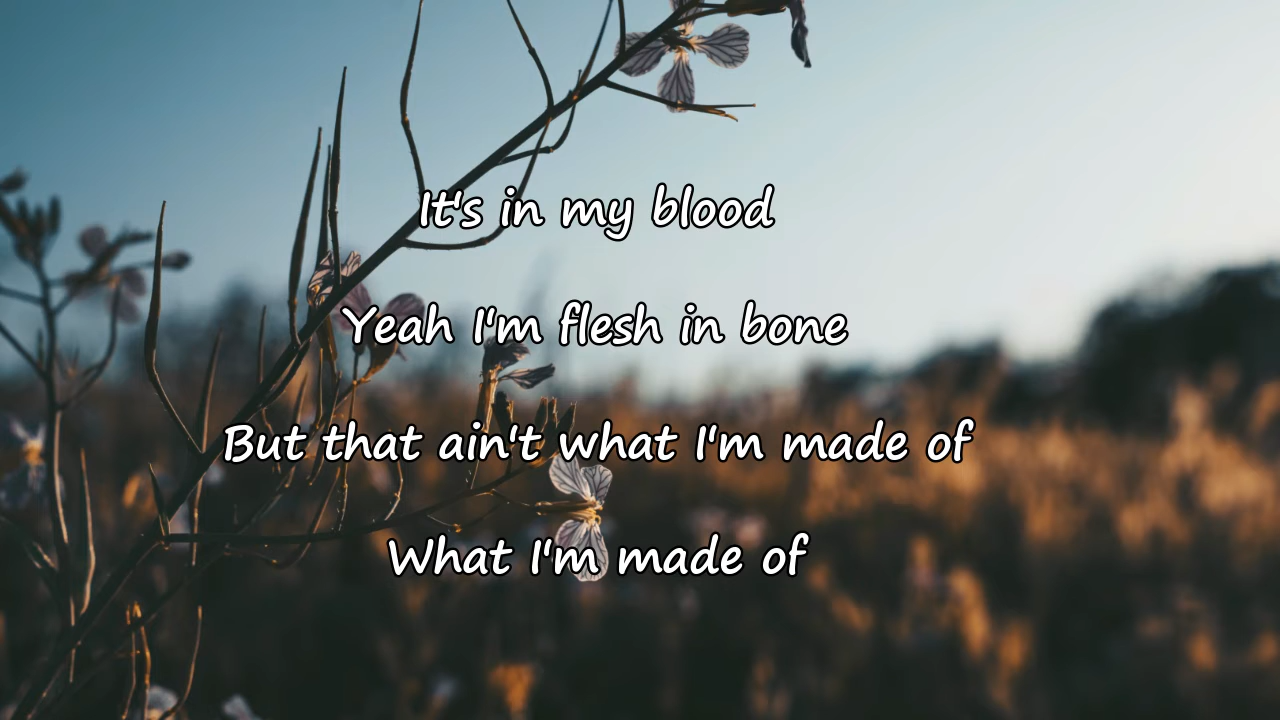 It's in my blood
Yeah I'm flesh in bone
But that ain't what I'm made of
What I'm made of